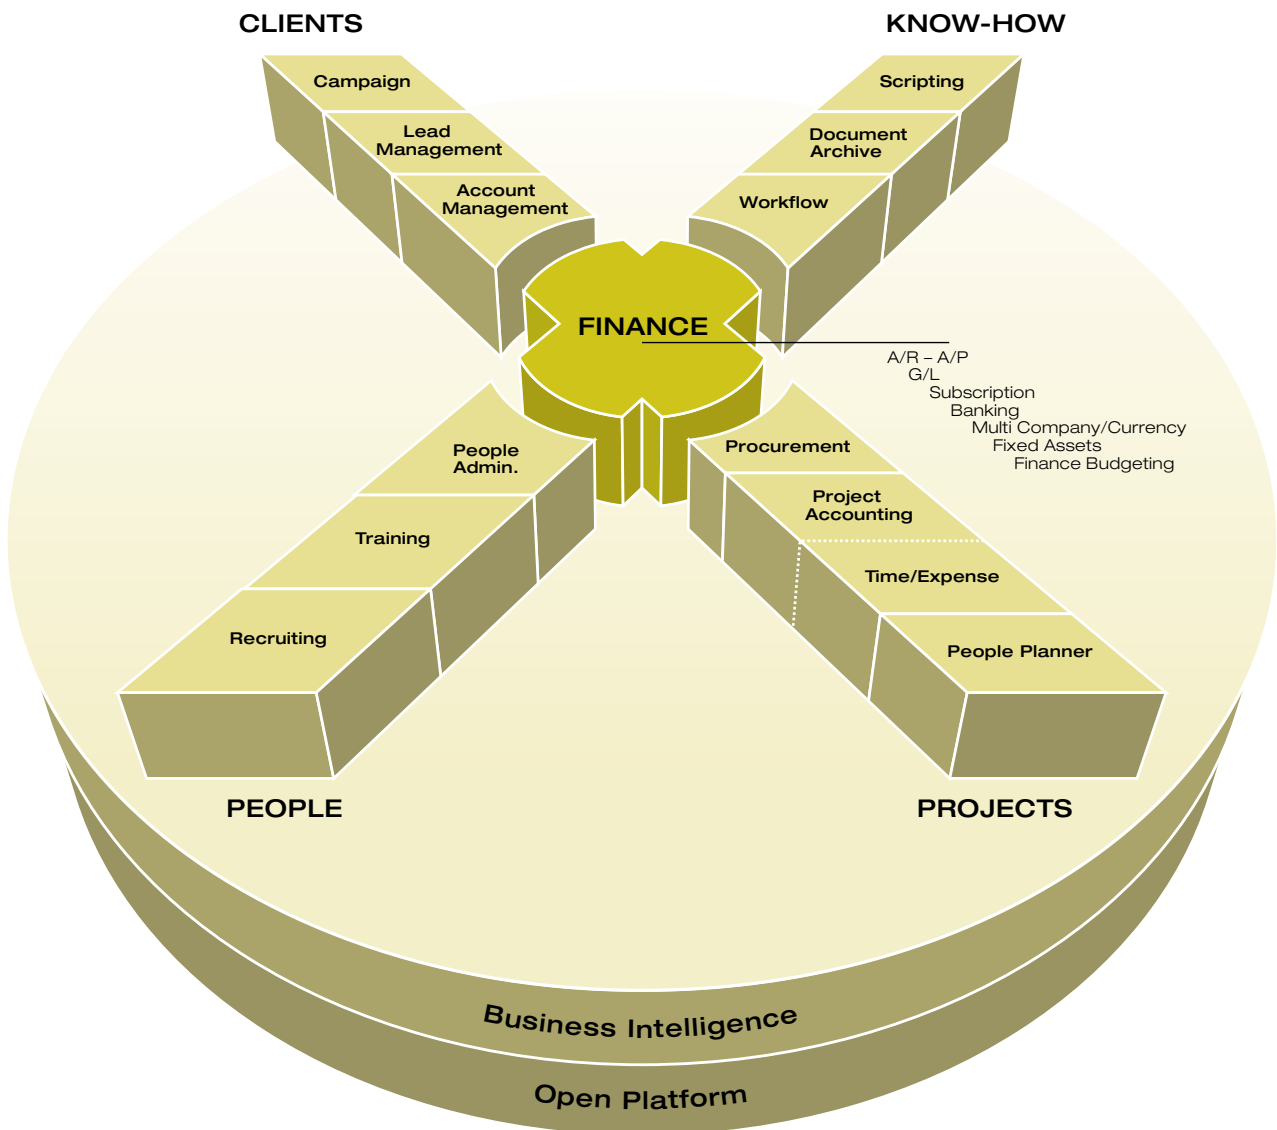 CLIENTS
KNOW-HOW
Campaign
Lead
Management
Account
Management
Scripting
Document
Archive
Workflow
FINANCE
A/R – A/P
G/L
Subscription
Banking
Multi Company/Currency
Fixed Assets
Finance Budgeting
People
Admin.
Training
Recruiting
Procurement
Project
Accounting
Time/Expense
People Planner
PEOPLE
PROJECTS
Business Intelligence
Open Platform